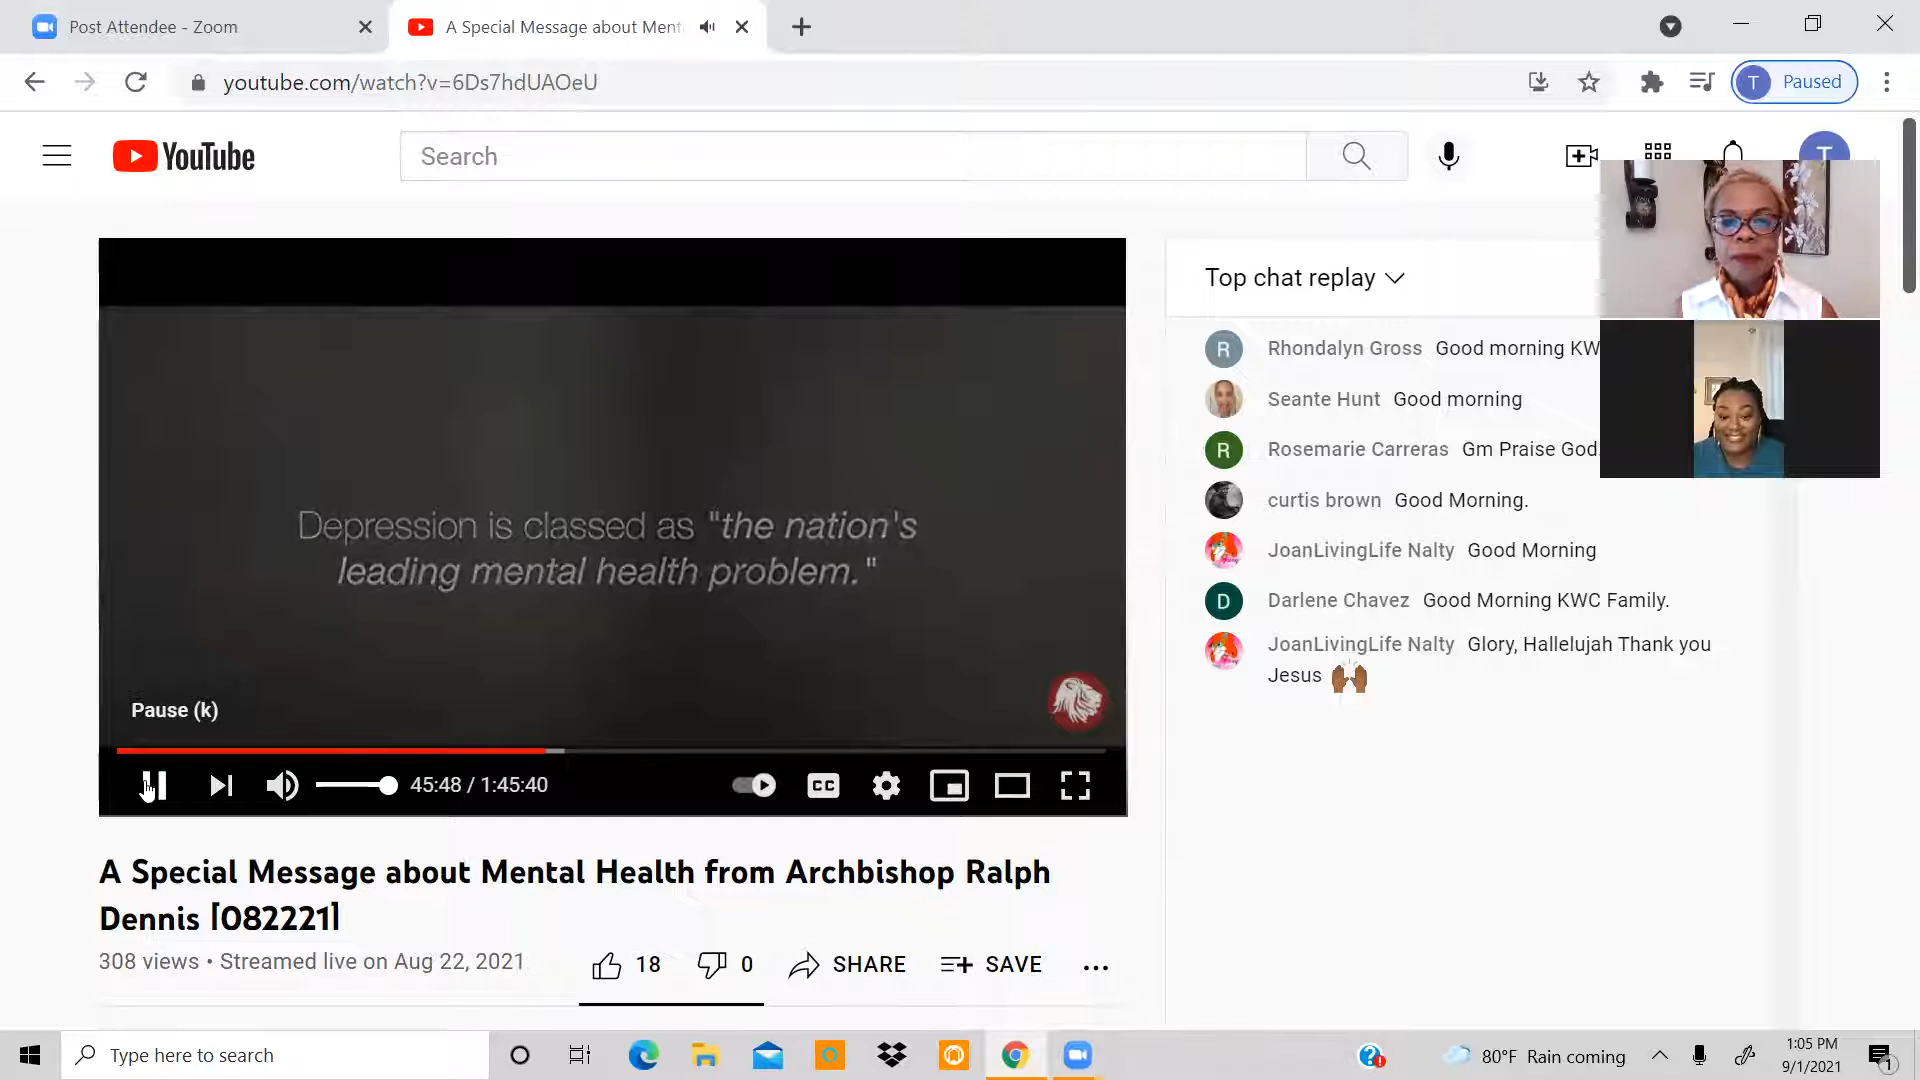 Post Attendee - Zoom
A Special Message about Ment
youtube.com/watch?v=6Ds7hdUAOeU
T Paused
YouTube
Search
T
Depression is classed as "the nation's
leading mental health problem."
Pause (k)
45:48 / 1:45:40
CC
A Special Message about Mental Health from Archbishop Ralph
Dennis [082221]
308 views • Streamed live on Aug 22, 2021
18
0
SHARE
SAVE
Top chat replay
R Rhondalyn Gross Good morning KW
Seante Hunt Good morning
R Rosemarie Carreras Gm Praise God.
curtis brown Good Morning.
JoanLivingLife Nalty Good Morning
D Darlene Chavez Good Morning KWC Family.
JoanLivingLife Nalty Glory, Hallelujah Thank you
Jesus 🙌🏾
Type here to search
80°F Rain coming
1:05 PM
9/1/2021
1